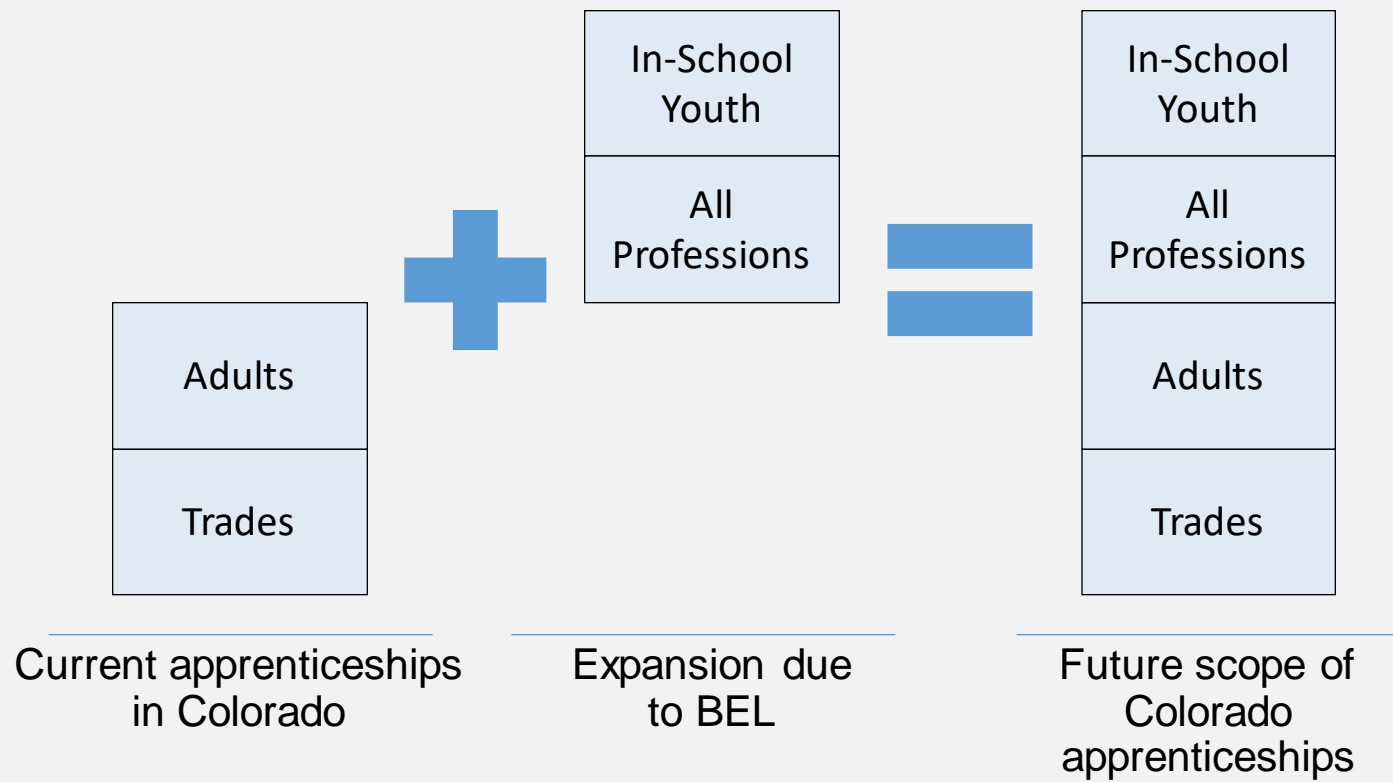 Adults
Trades
Current apprenticeships
in Colorado
In-School
Youth
All
Professions
Expansion due
to BEL
In-School
Youth
All
Professions
Adults
Trades
Future scope of
Colorado
apprenticeships